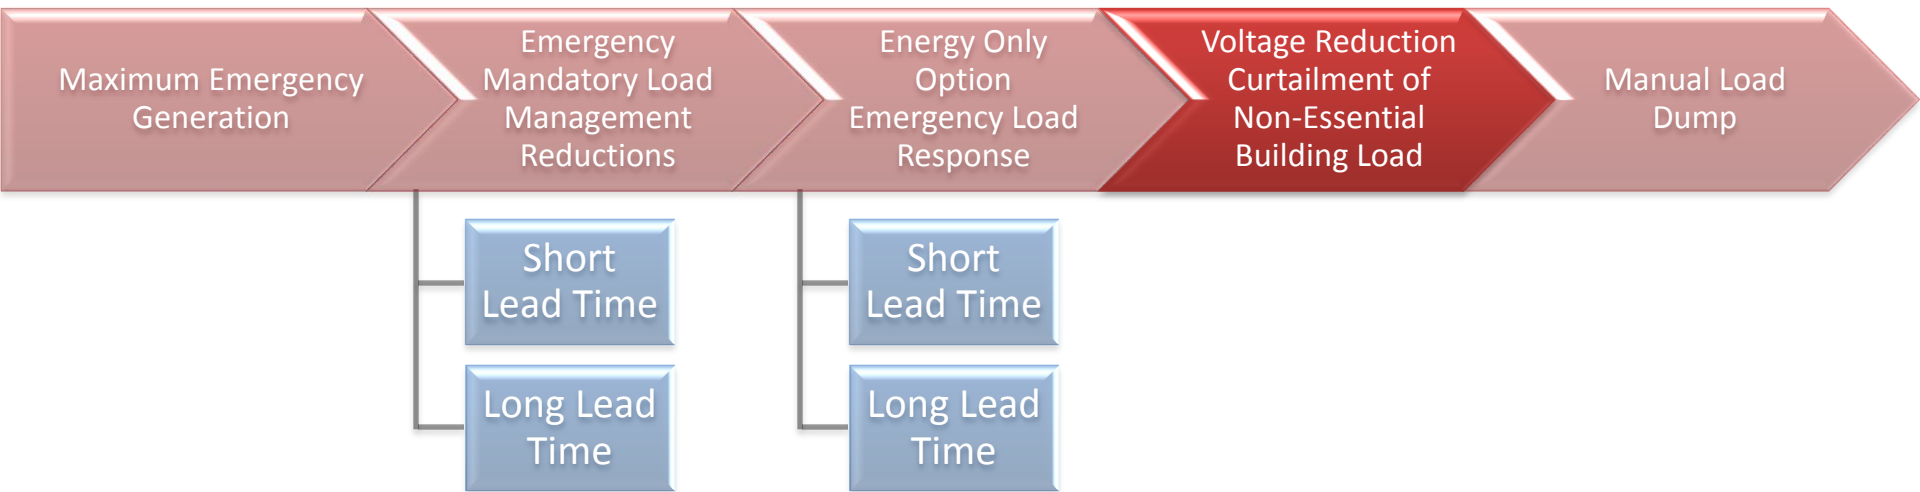 Maximum Emergency
Generation
Emergency
Mandatory Load
Management
Reductions
Energy Only
Option
Emergency Load
Response
Voltage Reduction
Curtailment of
Non-Essential
Building Load
Manual Load
Dump
Short
Lead Time
Long Lead
Time
Short
Lead Time
Long Lead
Time